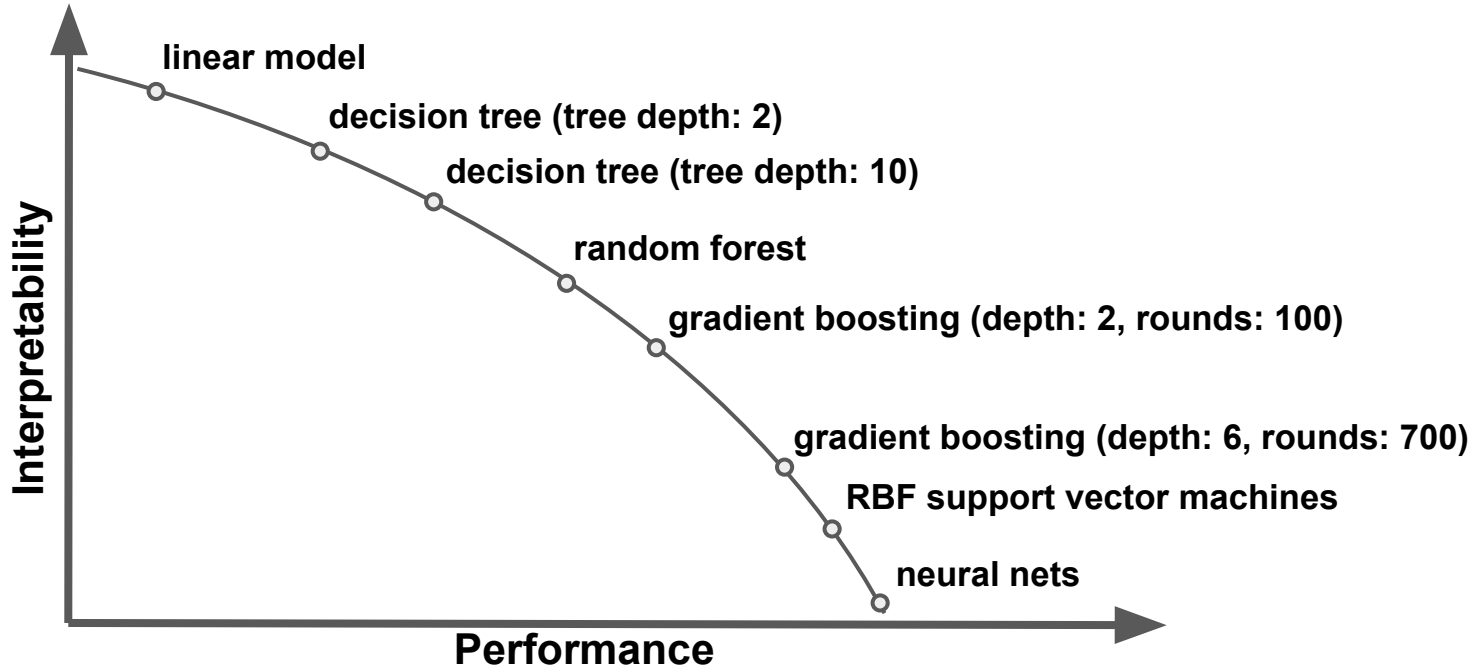 linear model
decision tree (tree depth: 2)
decision tree (tree depth: 10)
random forest
gradient boosting (depth: 2, rounds: 100)
gradient boosting (depth: 6, rounds: 700)
RBF support vector machines
neural nets
Interpretability
Performance